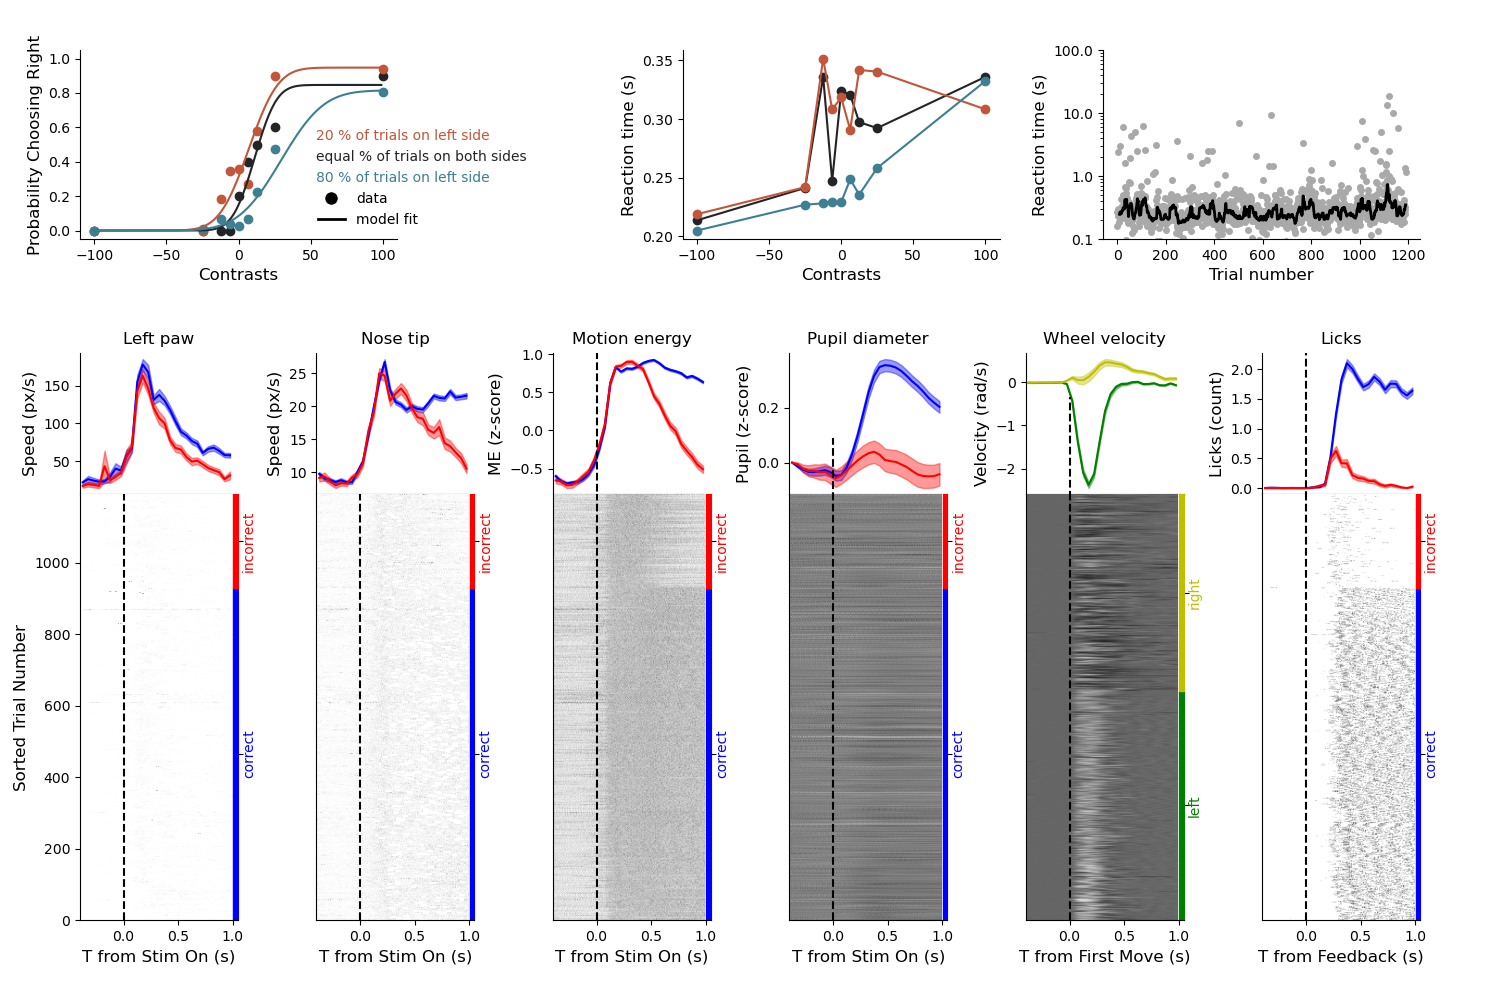 Probability Choosing Right
1.0
0.8
0.6
0.4
0.2
0.0
−100
−50
0
50
100
Contrasts
20 % of trials on left side
equal % of trials on both sides
80 % of trials on left side
data
model fit
Reaction time (s)
0.35
0.30
0.25
0.20
−100
−50
0
50
100
Contrasts
Reaction time (s)
100.0
10.0
1.0
0.1
0
200
400
600
800
1000
1200
Trial number
Left paw
Speed (px/s)
150
100
50
Sorted Trial Number
1000
800
600
400
200
0
incorrect
correct
0.0
0.5
1.0
T from Stim On (s)
Nose tip
Speed (px/s)
25
20
15
10
incorrect
correct
0.0
0.5
1.0
T from Stim On (s)
Motion energy
ME (z-score)
1.0
0.5
0.0
−0.5
incorrect
correct
0.0
0.5
1.0
T from Stim On (s)
Pupil diameter
Pupil (z-score)
0.2
0.0
incorrect
correct
0.0
0.5
1.0
T from Stim On (s)
Wheel velocity
Velocity (rad/s)
0
−1
−2
right
left
0.0
0.5
1.0
T from First Move (s)
Licks
Licks (count)
2.0
1.5
1.0
0.5
0.0
incorrect
correct
0.0
0.5
1.0
T from Feedback (s)